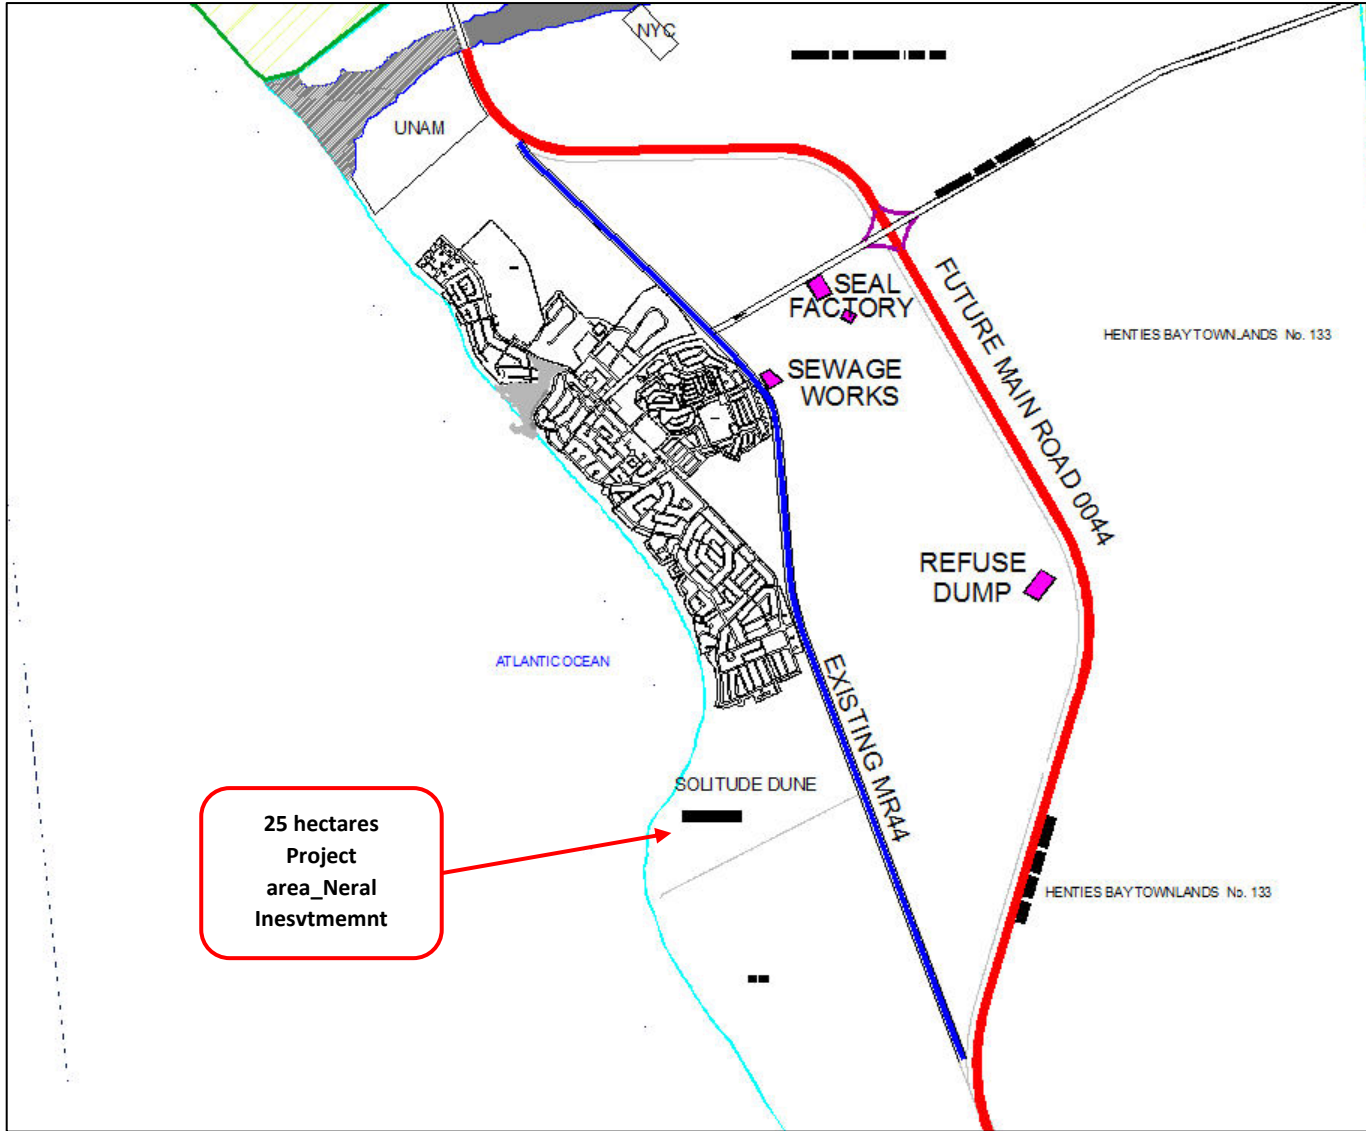 NYC
UNAM
SEAL
FACTORY
FUTURE MAIN ROAD 0044
HENTIES BAY TOWNLANDS No. 133
SEWAGE
WORKS
REFUSE
DUMP
ATLANTIC OCEAN
EXISTING MR44
SOLITUDE DUNE
25 hectares
Project
area_Neral
Inesvtmemnt
HENTIES BAY TOWNLANDS No. 133